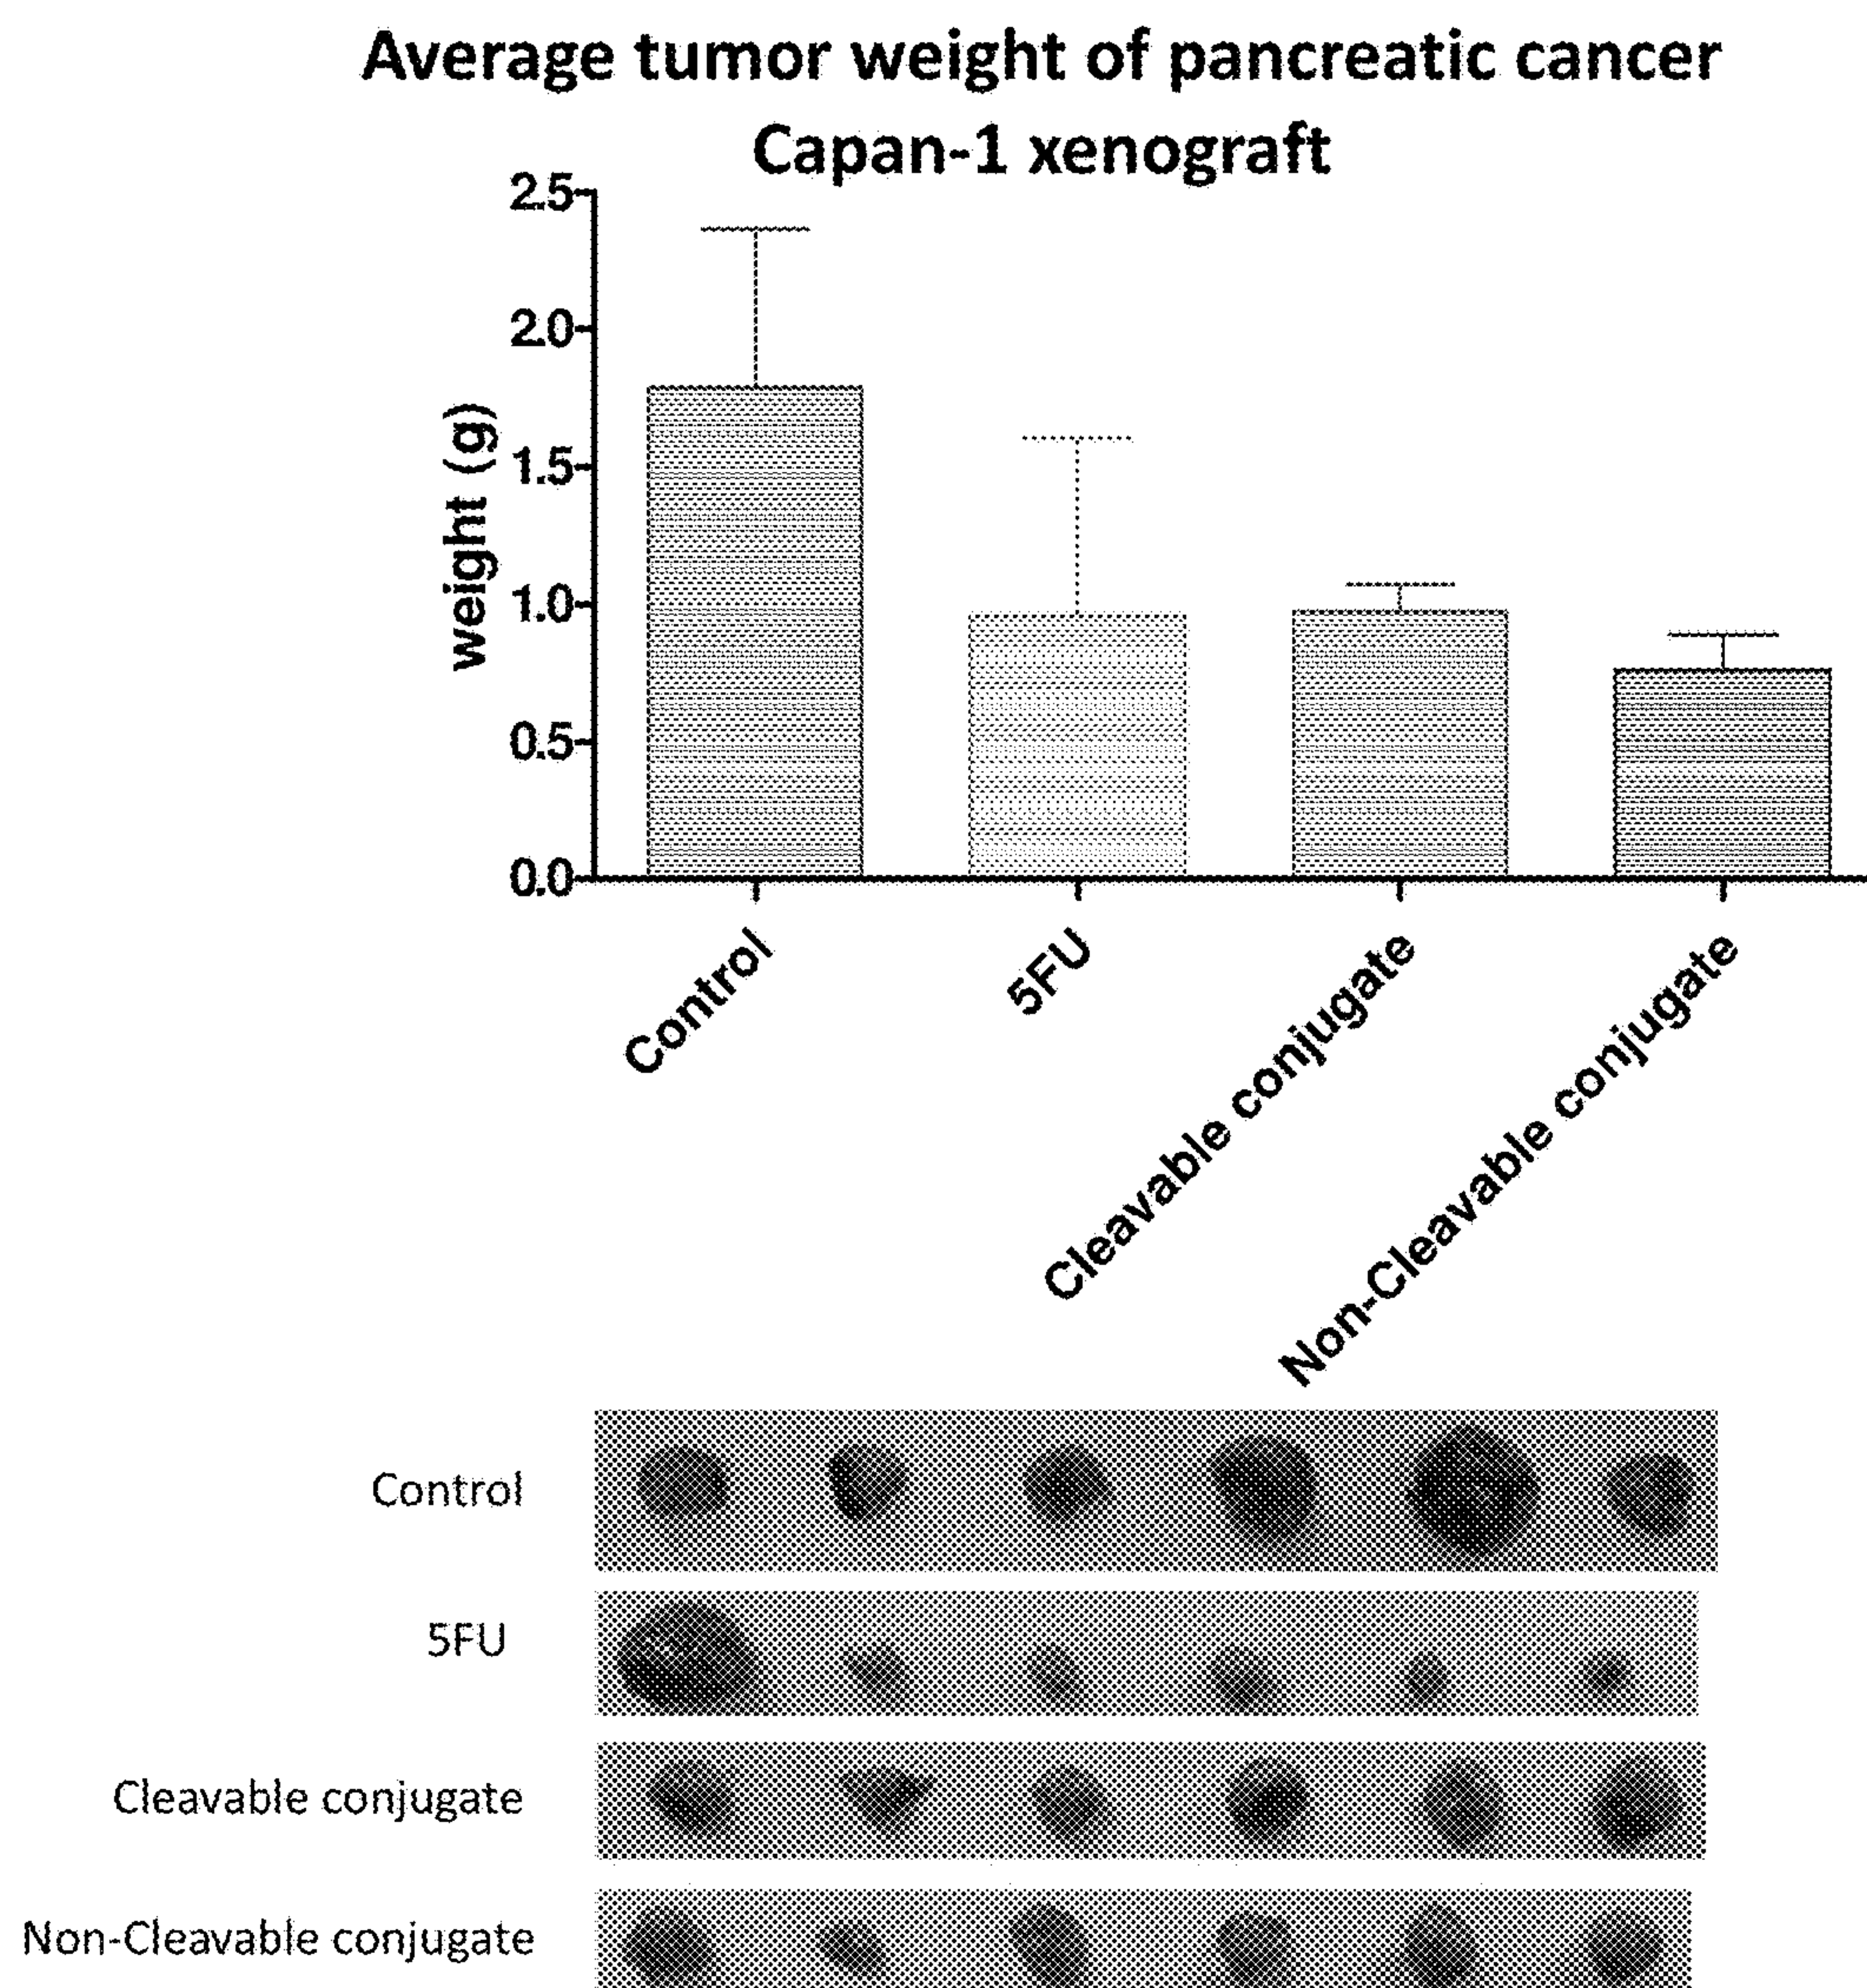 Average tumor weight of pancreatic cancer
Capan-1 xenograft
weight (g)
2.5
2.0
1.5
1.0
0.5
0.0
Control
5FU
Cleavable conjugate
Non-Cleavable conjugate
Control
5FU
Cleavable conjugate
Non-Cleavable conjugate